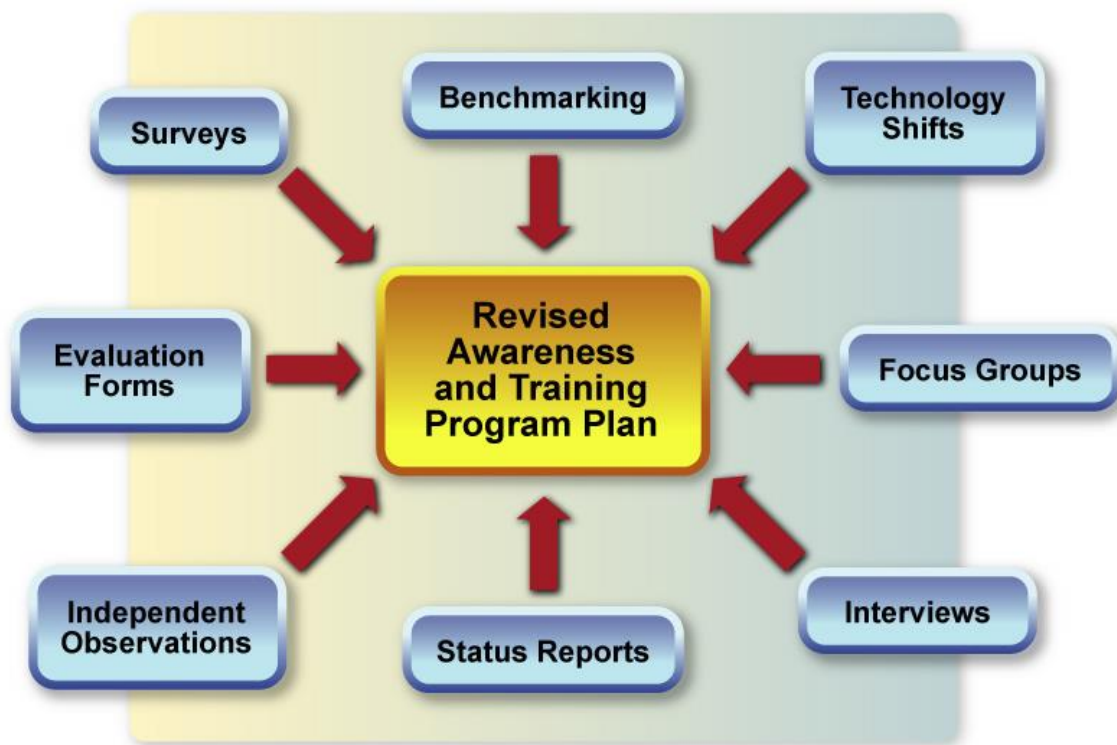 Benchmarking
Technology
Shifts
Surveys
Revised
Awareness
and Training
Program Plan
Evaluation
Forms
Focus Groups
Independent
Observations
Status Reports
Interviews